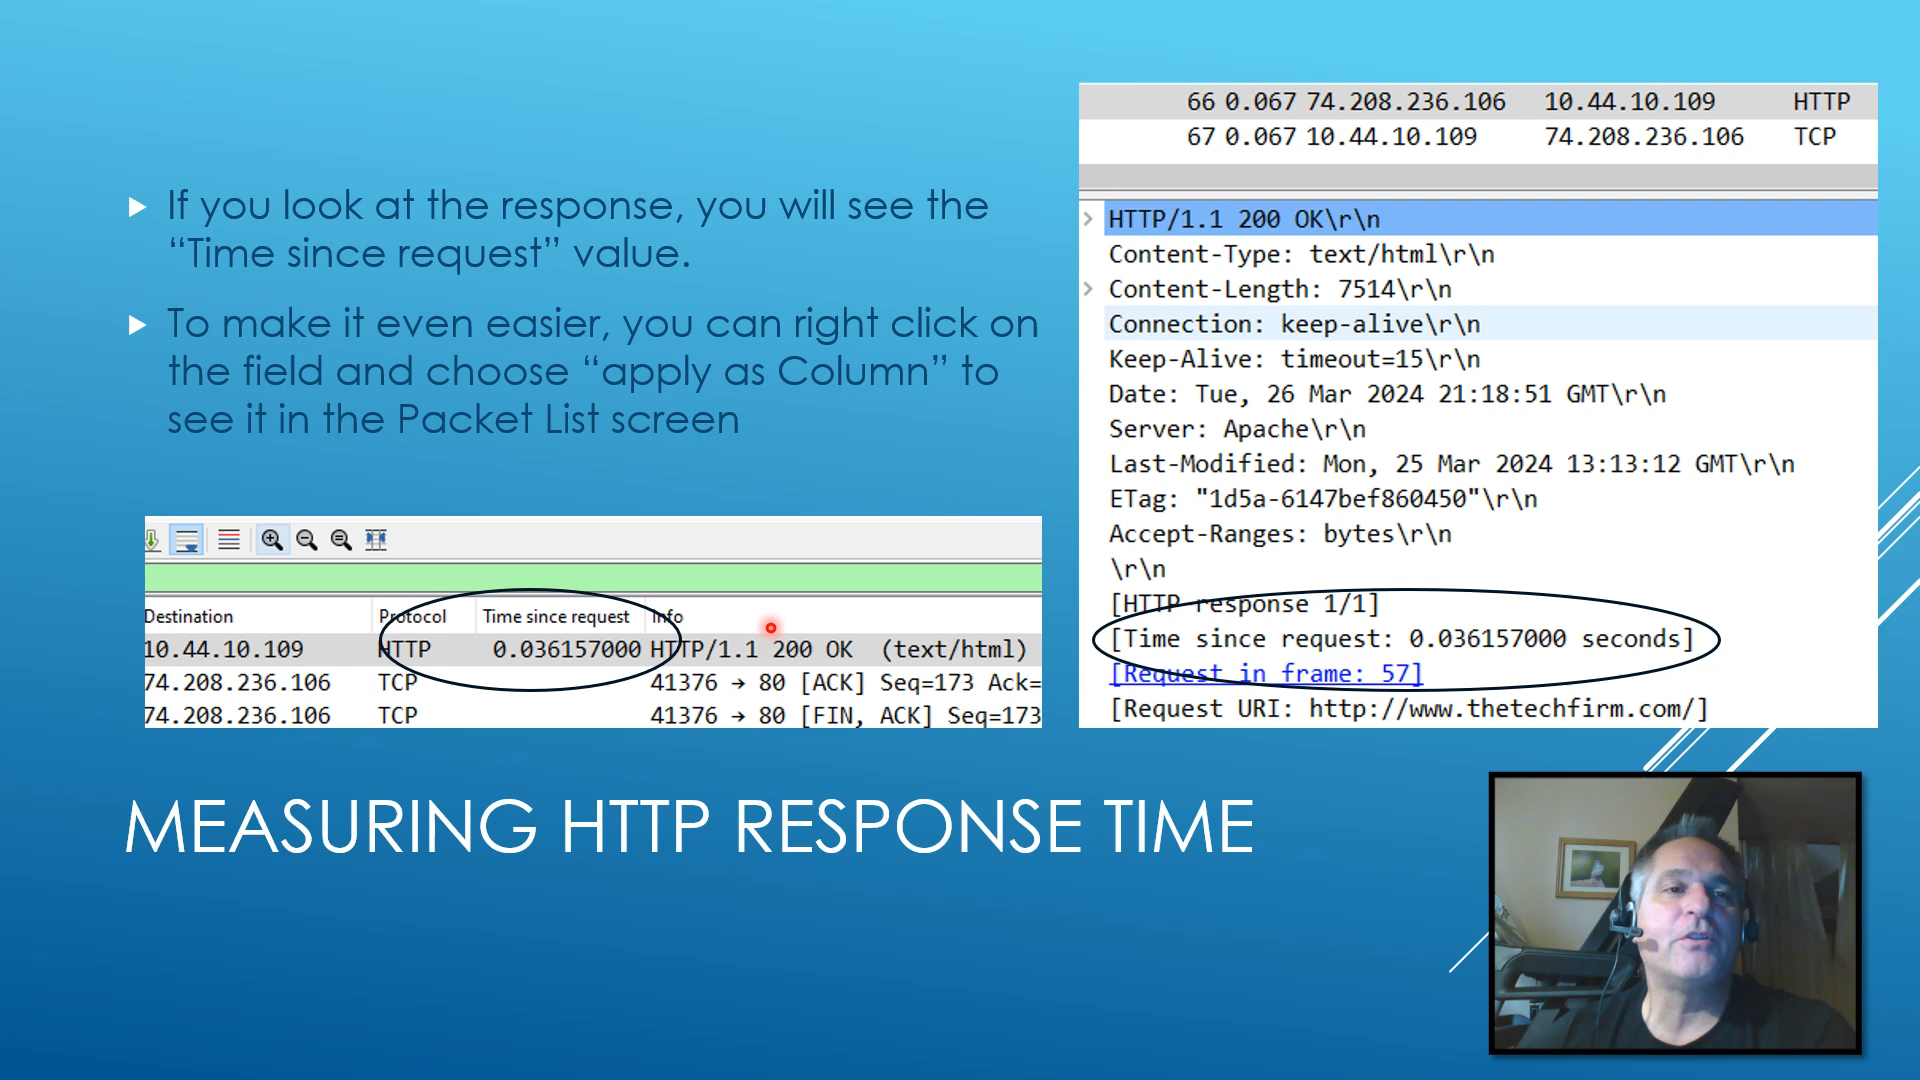 If you look at the response, you will see the
“Time since request” value.
To make it even easier, you can right click on
the field and choose “apply as Column” to
see it in the Packet List screen
Destination Protocol Time since request Info
10.44.10.109 HTTP 0.036157000 HTTP/1.1 200 OK (text/html)
74.208.236.106 TCP 41376 → 80 [ACK] Seq=173 Ack=
74.208.236.106 TCP 41376 → 80 [FIN, ACK] Seq=173
66 0.067 74.208.236.106 10.44.10.109 HTTP
67 0.067 10.44.10.109 74.208.236.106 TCP
HTTP/1.1 200 OK\r\n
Content-Type: text/html\r\n
Content-Length: 7514\r\n
Connection: keep-alive\r\n
Keep-Alive: timeout=15\r\n
Date: Tue, 26 Mar 2024 21:18:51 GMT\r\n
Server: Apache\r\n
Last-Modified: Mon, 25 Mar 2024 13:13:12 GMT\r\n
ETag: "1d5a-6147bef860450"\r\n
Accept-Ranges: bytes\r\n
\r\n
[HTTP response 1/1]
[Time since request: 0.036157000 seconds]
[Request in frame: 57]
[Request URI: http://www.thetechfirm.com/]
MEASURING HTTP RESPONSE TIME